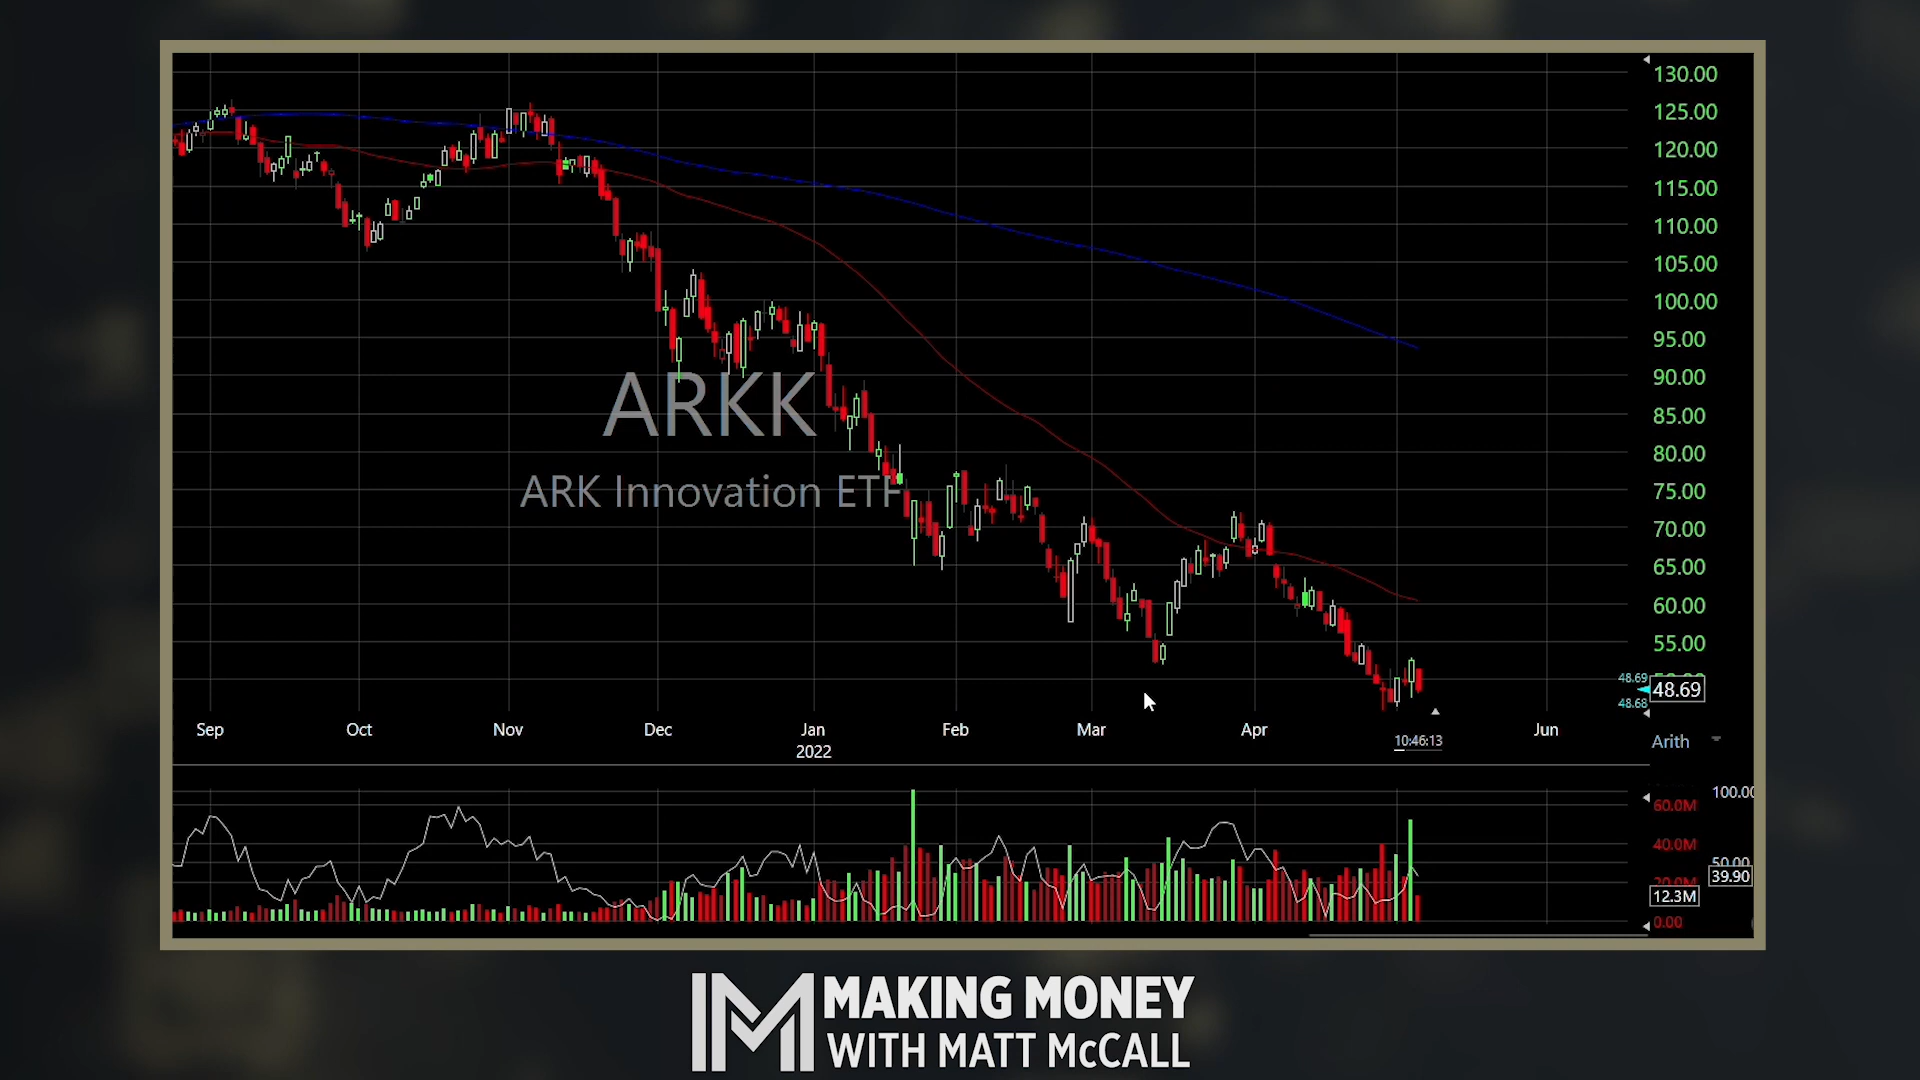 130.00
125.00
120.00
115.00
110.00
105.00
100.00
95.00
90.00
85.00
80.00
75.00
70.00
65.00
60.00
55.00
48.69
48.69
48.68
ARKK
ARK Innovation ETF
Sep Oct Nov Dec Jan Feb Mar Apr Jun
2022
10:46:13
Arith
60.0M 100.00
40.0M
50.00
39.90
12.3M
0.00
MAKING MONEY
WITH MATT McCALL